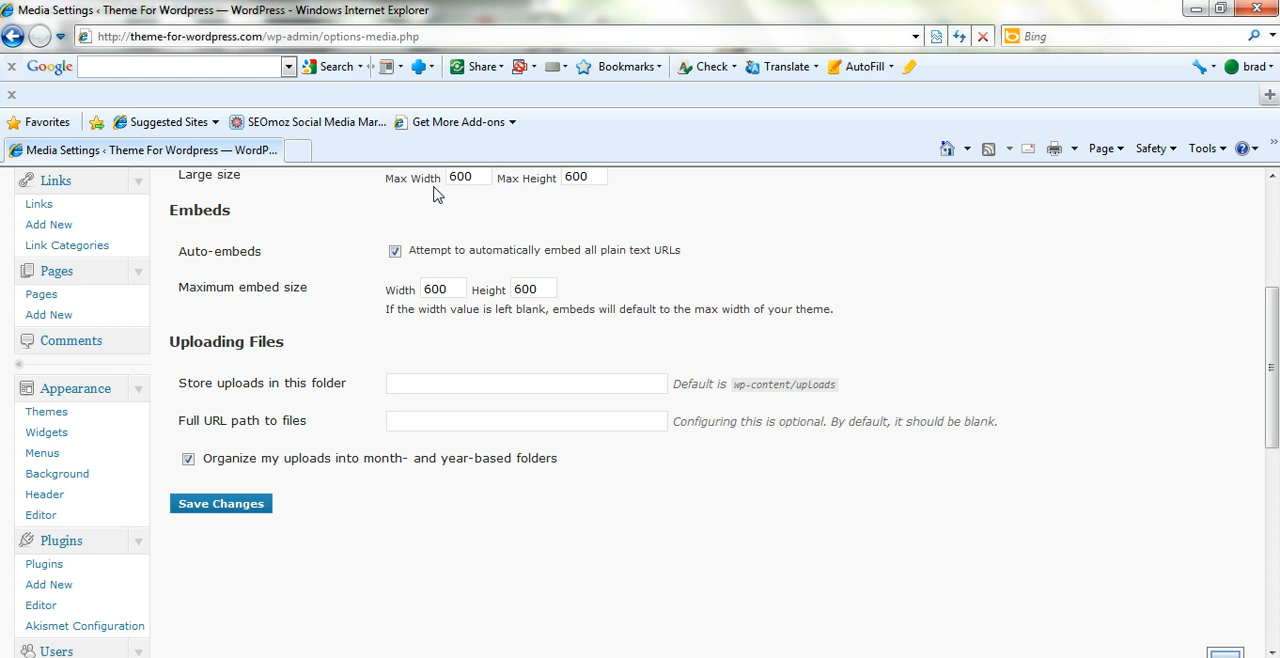 Media Settings ‹ Theme For Wordpress — WordPress - Windows Internet Explorer
http://theme-for-wordpress.com/wp-admin/options-media.php
Bing
x Google Search Share Bookmarks Check Translate AutoFill brad
x
Favorites Suggested Sites SEOmoz Social Media Mar... Get More Add-ons
Media Settings ‹ Theme For Wordpress — WordP... Page Safety Tools
Links
Links
Add New
Link Categories
Pages
Pages
Add New
Comments
Appearance
Themes
Widgets
Menus
Background
Header
Editor
Plugins
Plugins
Add New
Editor
Akismet Configuration
Users
Large size Max Width 600 Max Height 600
Embeds
Auto-embeds Attempt to automatically embed all plain text URLs
Maximum embed size Width 600 Height 600
If the width value is left blank, embeds will default to the max width of your theme.
Uploading Files
Store uploads in this folder Default is wp-content/uploads
Full URL path to files Configuring this is optional. By default, it should be blank.
Organize my uploads into month- and year-based folders
Save Changes